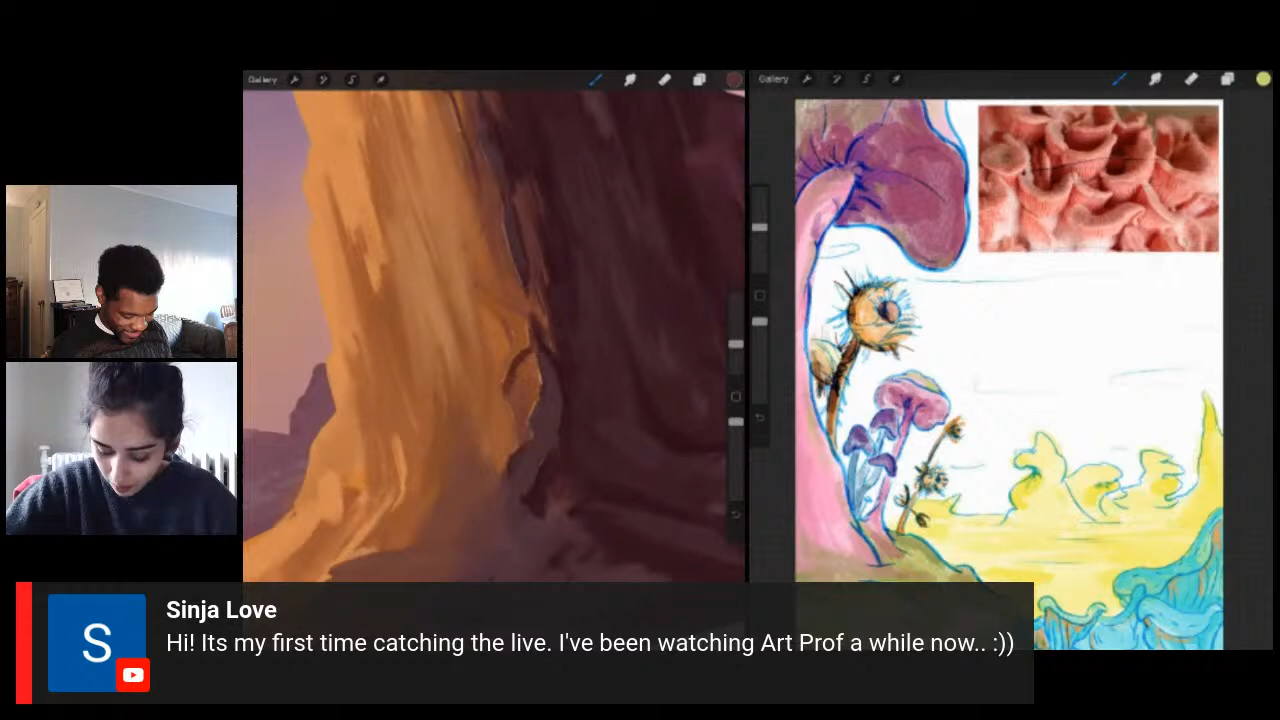 Gallery
Gallery
S
Sinja Love
Hi! Its my first time catching the live. I've been watching Art Prof a while now.. :))